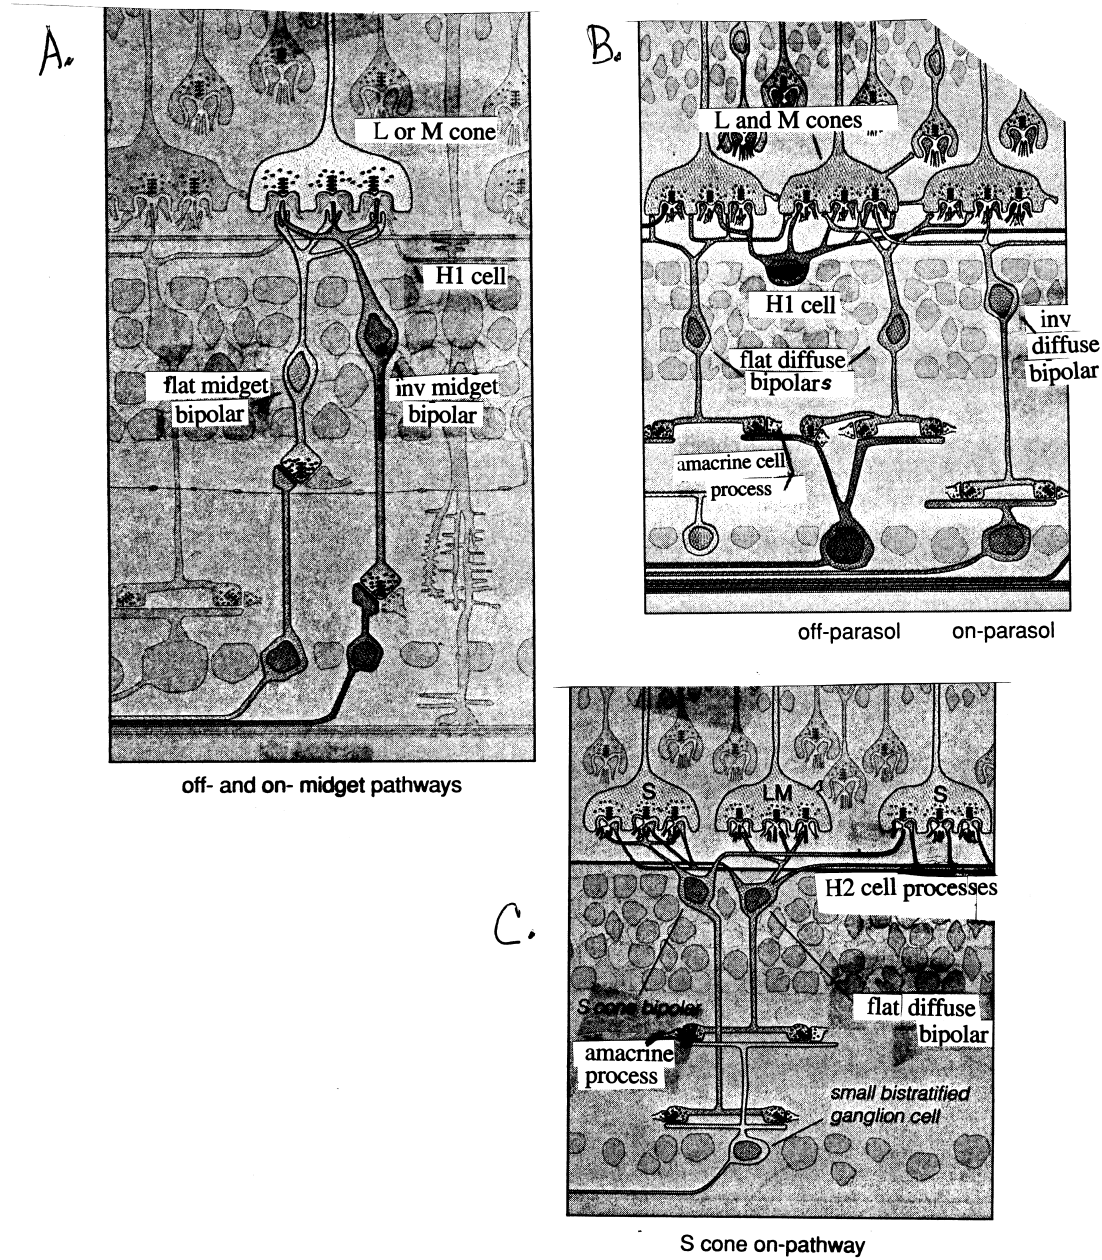 A.
L or M cone
H1 cell
flat midget
bipolar
inv midget
bipolar
off- and on- midget pathways
B.
L and M cones
H1 cell
inv
diffuse
bipolar
flat diffuse
bipolars
amacrine cell
process
off-parasol
on-parasol
C.
S
LM
S
H2 cell processes
S cone bipolar
flat diffuse
bipolar
amacrine
process
small bistratified
ganglion cell
S cone on-pathway